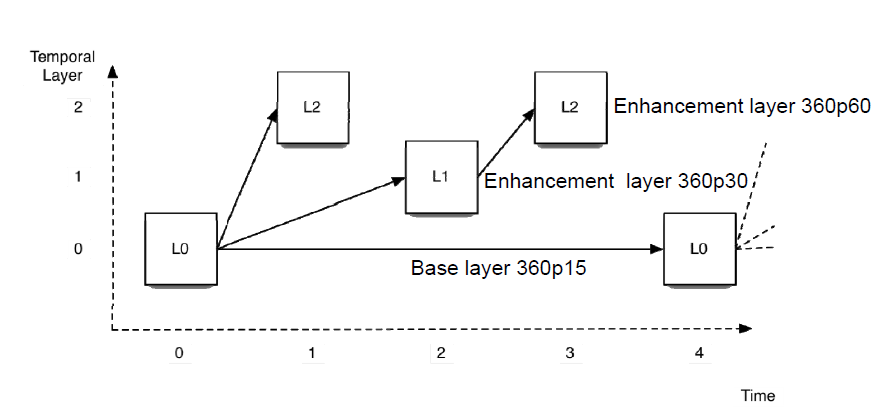 Temporal
Layer
2
L2
L2
Enhancement layer 360p60
1
L1
Enhancement layer 360p30
0
L0
L0
Base layer 360p15
0
1
2
3
4
Time